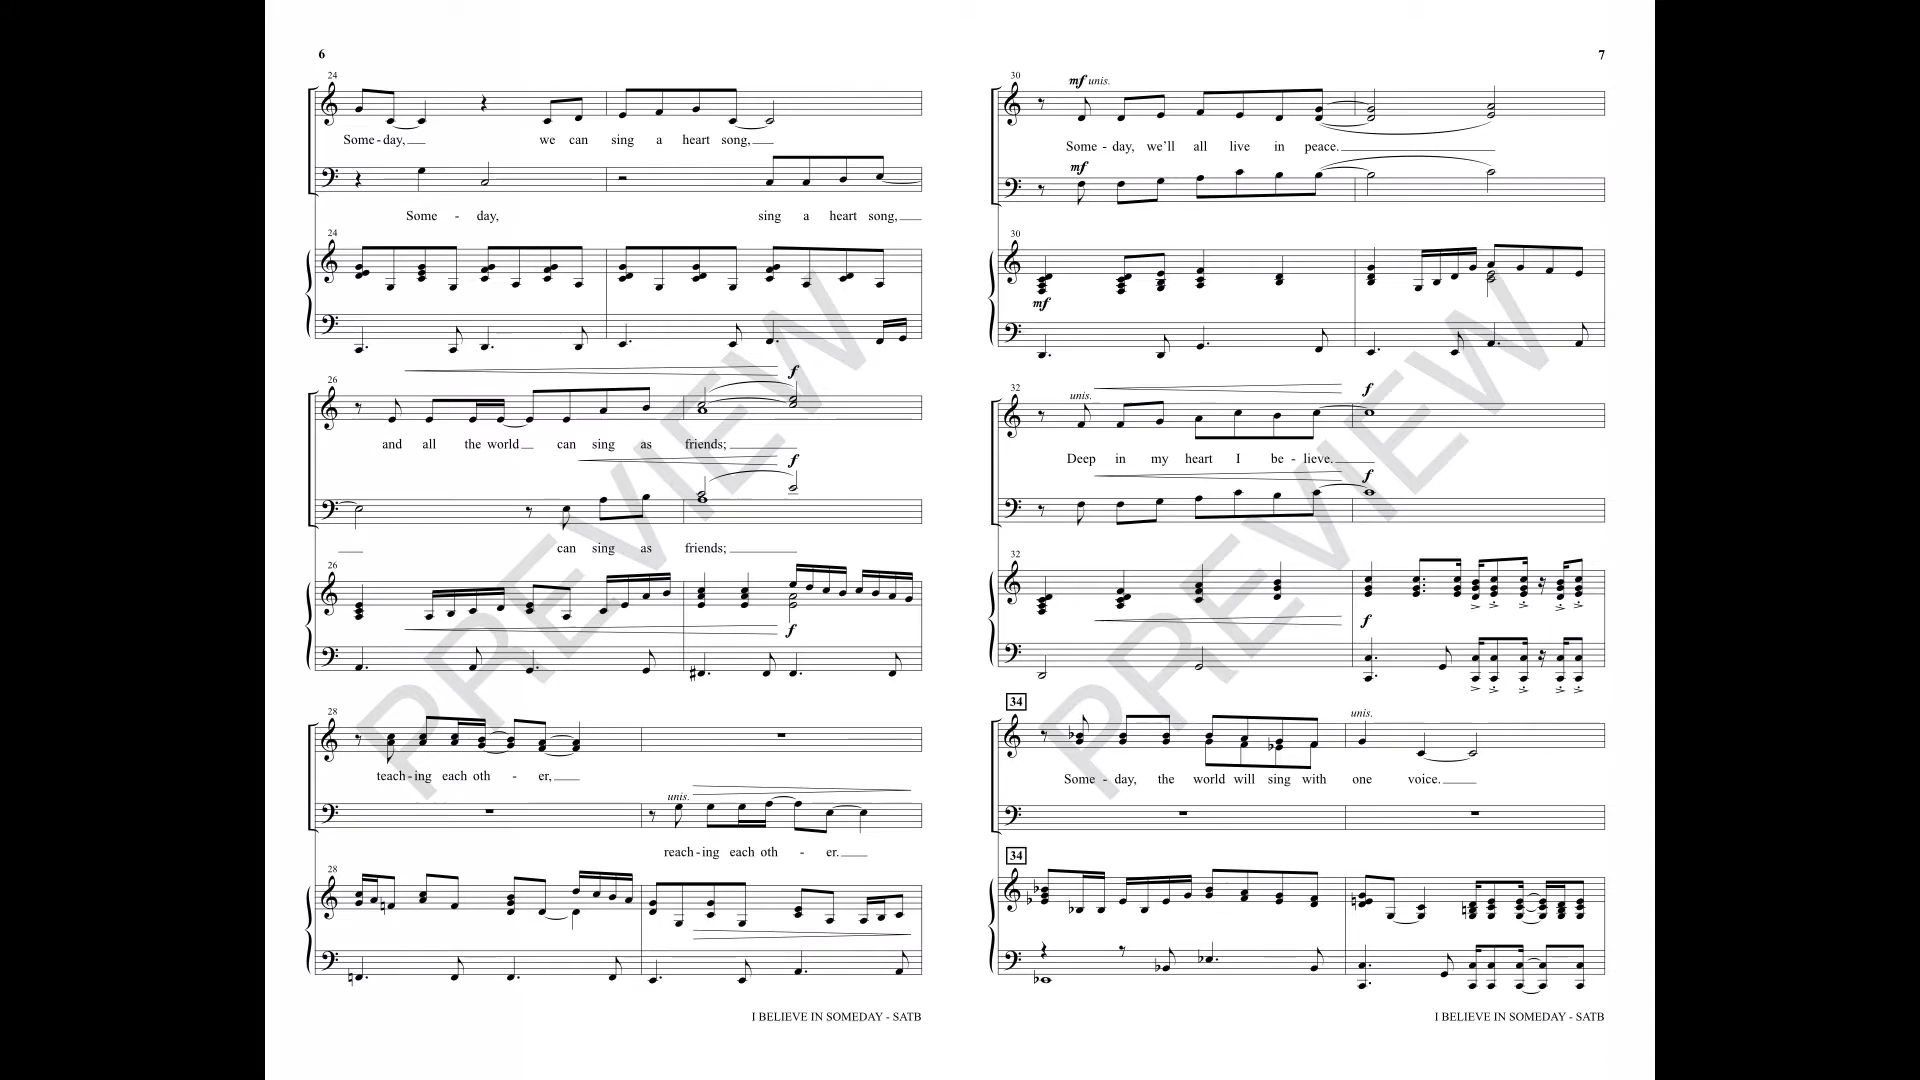 6
24
Some - day, we can sing a heart song,
Some - day, sing a heart song,
24
f
26
and all the world can sing as friends;
f
can sing as friends;
26
f
28
teach - ing each oth - er,
unis.
reach - ing each oth - er.
28
I BELIEVE IN SOMEDAY - SATB
7
30
mf unis.
Some - day, we'll all live in peace.
mf
30
mf
32
unis. f
Deep in my heart I be - lieve.
f
32
f
34
unis.
Some - day, the world will sing with one voice.
34
I BELIEVE IN SOMEDAY - SATB
PREVIEW
PREVIEW